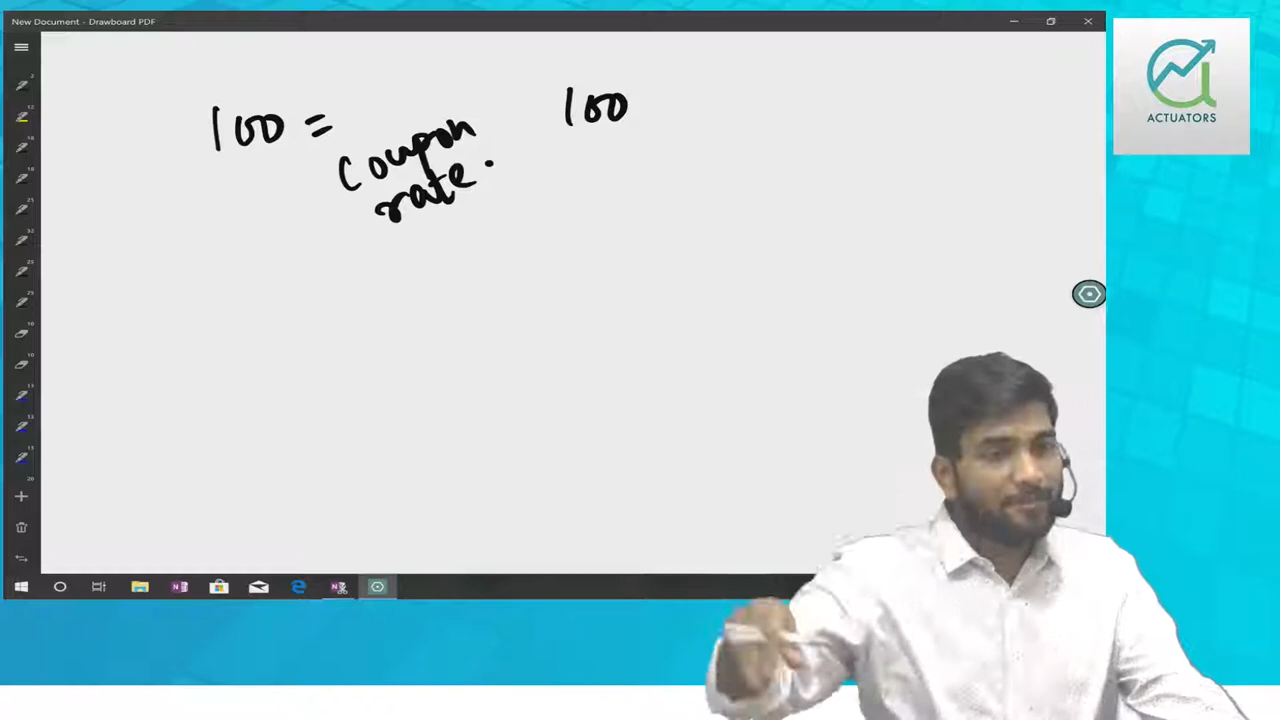 New Document - Drawboard PDF
100 =
100
Coupon
rate.
ACTUATORS